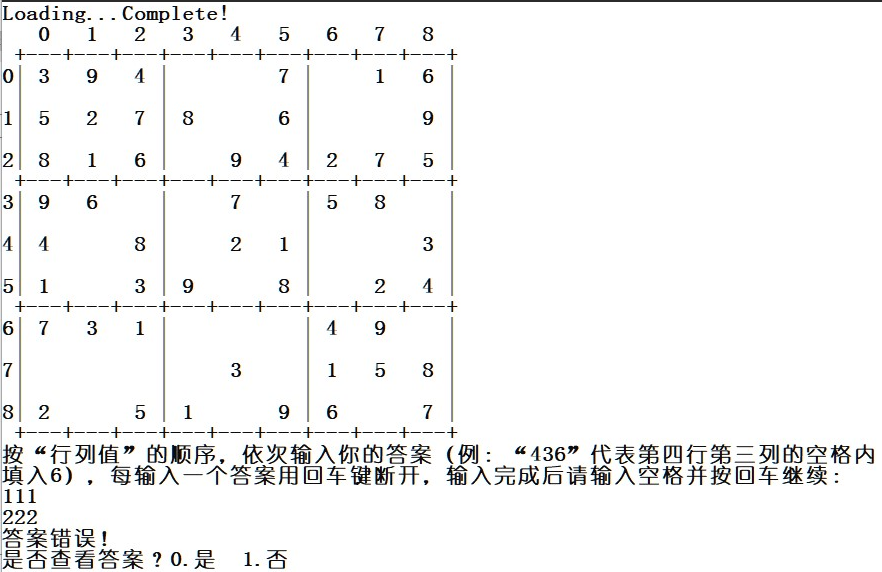 Loading...Complete!
0 1 2 3 4 5 6 7 8
+---+---+---+---+---+---+---+---+---+
0| 3 9 4 | 7 | 1 6 |
1| 5 2 7 | 8 6 | 9 |
2| 8 1 6 | 9 4 | 2 7 5 |
+---+---+---+---+---+---+---+---+---+
3| 9 6 | 7 | 5 8 |
4| 4 8 | 2 1 | 3 |
5| 1 3 | 9 8 | 2 4 |
+---+---+---+---+---+---+---+---+---+
6| 7 3 1 | | 4 9 |
7| | 3 | 1 5 8 |
8| 2 5 | 1 9 | 6 7 |
+---+---+---+---+---+---+---+---+---+
按“行列值”的顺序，依次输入你的答案（例：“436”代表第四行第三列的空格内
填入6），每输入一个答案用回车键断开，输入完成后请输入空格并按回车继续：
111
222
答案错误！
是否查看答案？0.是 1.否